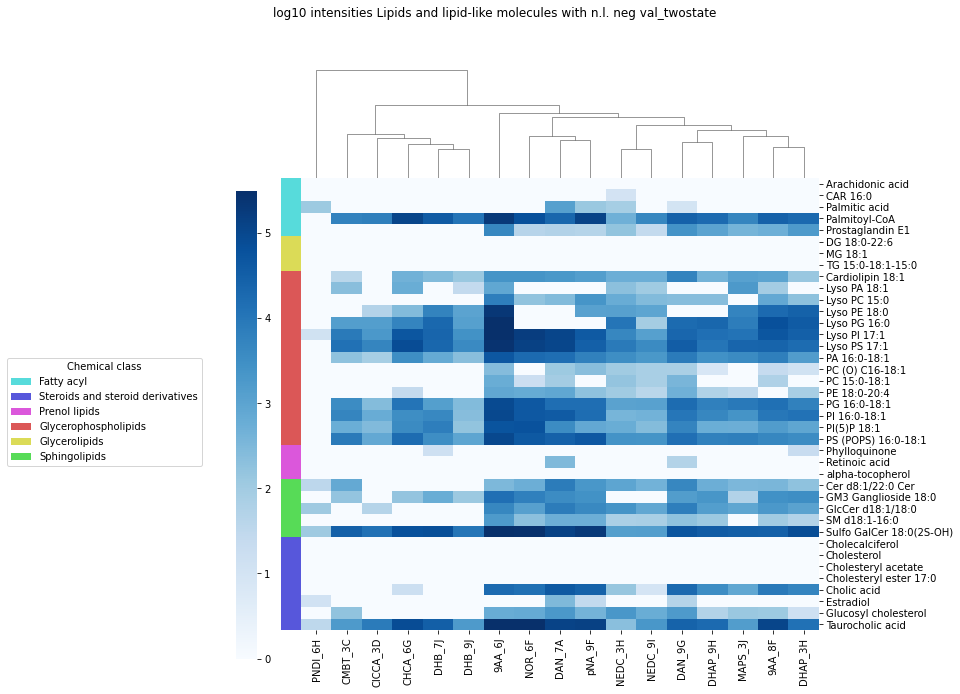 log10 intensities Lipids and lipid-like molecules with n.l. neg val_twostate
5
4
3
2
1
0
Chemical class
Fatty acyl
Steroids and steroid derivatives
Prenol lipids
Glycerophospholipids
Glycerolipids
Sphingolipids
Arachidonic acid
CAR 16:0
Palmitic acid
Palmitoyl-CoA
Prostaglandin E1
DG 18:0-22:6
MG 18:1
TG 15:0-18:1-15:0
Cardiolipin 18:1
Lyso PA 18:1
Lyso PC 15:0
Lyso PE 18:0
Lyso PG 16:0
Lyso PI 17:1
Lyso PS 17:1
PA 16:0-18:1
PC (O) C16-18:1
PC 15:0-18:1
PE 18:0-20:4
PG 16:0-18:1
PI 16:0-18:1
PI(5)P 18:1
PS (POPS) 16:0-18:1
Phylloquinone
Retinoic acid
alpha-tocopherol
Cer d8:1/22:0 Cer
GM3 Ganglioside 18:0
GlcCer d18:1/18:0
SM d18:1-16:0
Sulfo GalCer 18:0(2S-OH)
Cholecalciferol
Cholesterol
Cholesteryl acetate
Cholesteryl ester 17:0
Cholic acid
Estradiol
Glucosyl cholesterol
Taurocholic acid
PNDI_6H
CMBT_3C
ClCCA_3D
CHCA_6G
DHB_7J
DHB_9J
9AA_6J
NOR_6F
DAN_7A
pNA_9F
NEDC_3H
NEDC_9I
DAN_9G
DHAP_9H
MAPS_3J
9AA_8F
DHAP_3H